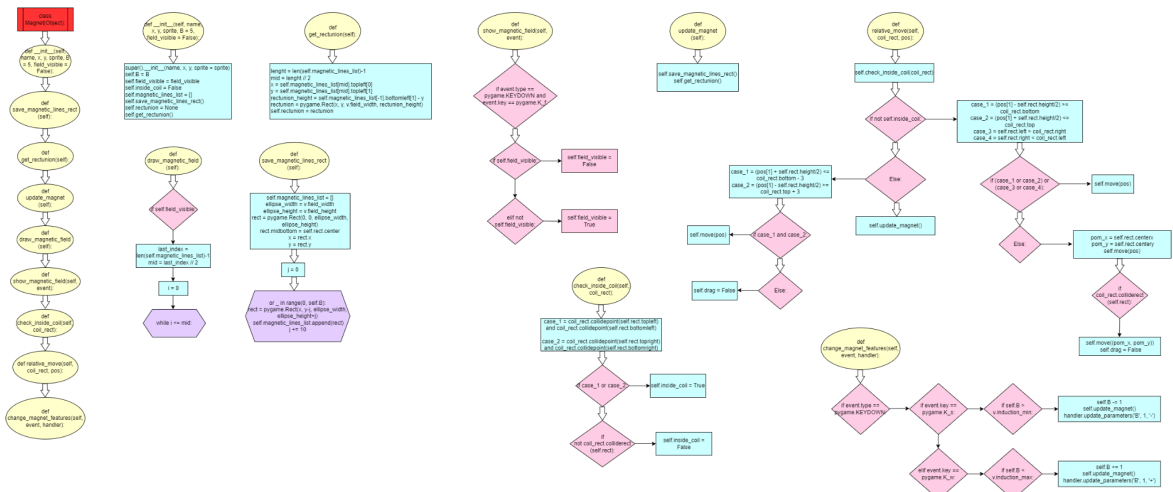 class
Magnet(Object):
def __init__(self,
name, x, y, sprite, B
= 5, field_visible =
False):
def
save_magnetic_lines_rect
(self):
def
get_rectunion(self):
def
update_magnet
(self):
def
draw_magnetic_field
(self):
def
show_magnetic_field(self,
event):
def
check_inside_coil(self,
coil_rect):
def relative_move(self,
coil_rect, pos):
def
change_magnet_features(self,
event, handler):
def __init__(self, name,
x, y, sprite, B = 5,
field_visible = False):
super().__init__(name, x, y, sprite = sprite)
self.B = B
self.field_visible = field_visible
self.inside_coil = False
self.magnetic_lines_list = []
self.save_magnetic_lines_rect()
self.rectunion = None
self.get_rectunion()
def
get_rectunion(self):
lenght = len(self.magnetic_lines_list)-1
mid = lenght // 2
x = self.magnetic_lines_list[mid].topleft[0]
y = self.magnetic_lines_list[mid].topleft[1]
rectunion_height = self.magnetic_lines_list[-1].bottomleft[1] - y
rectunion = pygame.Rect(x, y, v.field_width, rectunion_height)
self.rectunion = rectunion
def
draw_magnetic_field
(self):
if self.field_visible:
last_index =
len(self.magnetic_lines_list)-1
mid = last_index // 2
i = 0
while i <= mid:
def
save_magnetic_lines_rect
(self):
self.magnetic_lines_list = []
ellipse_width = v.field_width
ellipse_height = v.field_height
rect = pygame.Rect(0, 0, ellipse_width,
ellipse_height)
rect.midbottom = self.rect.center
x = rect.x
y = rect.y
j = 0
or _ in range(0, self.B):
rect = pygame.Rect(x, y-j, ellipse_width,
ellipse_height+j)
self.magnetic_lines_list.append(rect)
j += 10
def
show_magnetic_field(self,
event):
if event.type ==
pygame.KEYDOWN and
event.key == pygame.K_f:
if self.field_visible:
self.field_visible =
False
elif not
self.field_visible:
self.field_visible =
True
def
update_magnet
(self):
self.save_magnetic_lines_rect()
self.get_rectunion()
def
relative_move(self,
coil_rect, pos):
self.check_inside_coil(coil_rect)
if not self.inside_coil:
case_1 = (pos[1] - self.rect.height/2) >=
coil_rect.bottom
case_2 = (pos[1] + self.rect.height/2) <=
coil_rect.top
case_3 = self.rect.left > coil_rect.right
case_4 = self.rect.right < coil_rect.left
if (case_1 or case_2) or
(case_3 or case_4):
self.move(pos)
Else:
pom_x = self.rect.centerx
pom_y = self.rect.centery
self.move(pos)
if
coil_rect.colliderect
(self.rect):
self.move((pom_x, pom_y))
self.drag = False
Else:
case_1 = (pos[1] + self.rect.height/2) <=
coil_rect.bottom - 3
case_2 = (pos[1] - self.rect.height/2) >=
coil_rect.top + 3
if case_1 and case_2:
self.move(pos)
Else:
self.drag = False
self.update_magnet()
def
check_inside_coil(self,
coil_rect):
case_1 = coil_rect.collidepoint(self.rect.topleft)
and coil_rect.collidepoint(self.rect.bottomleft)
case_2 = coil_rect.collidepoint(self.rect.topright)
and coil_rect.collidepoint(self.rect.bottomright)
if case_1 or case_2:
self.inside_coil = True
if
not coil_rect.colliderect
(self.rect):
self.inside_coil =
False
def
change_magnet_features(self,
event, handler):
if event.type ==
pygame.KEYDOWN:
if event.key ==
pygame.K_s:
if self.B >
v.induction_min:
self.B -= 1
self.update_magnet()
handler.update_parameters('B', 1, '-')
elif event.key ==
pygame.K_w:
if self.B <
v.induction_max:
self.B += 1
self.update_magnet()
handler.update_parameters('B', 1, '+')